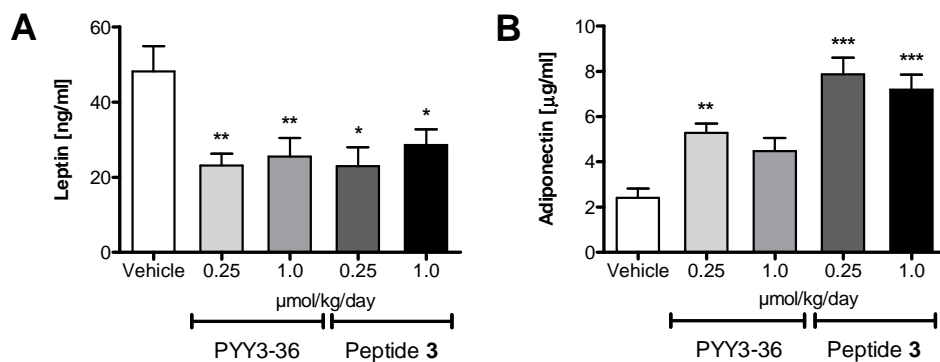 A
Leptin [ng/ml]
60
40
20
0
** ** * *
Vehicle 0.25 1.0 0.25 1.0
µmol/kg/day
PYY3-36 Peptide 3
B
Adiponectin [µg/ml]
10
8
6
4
2
0
** *** ***
Vehicle 0.25 1.0 0.25 1.0
µmol/kg/day
PYY3-36 Peptide 3